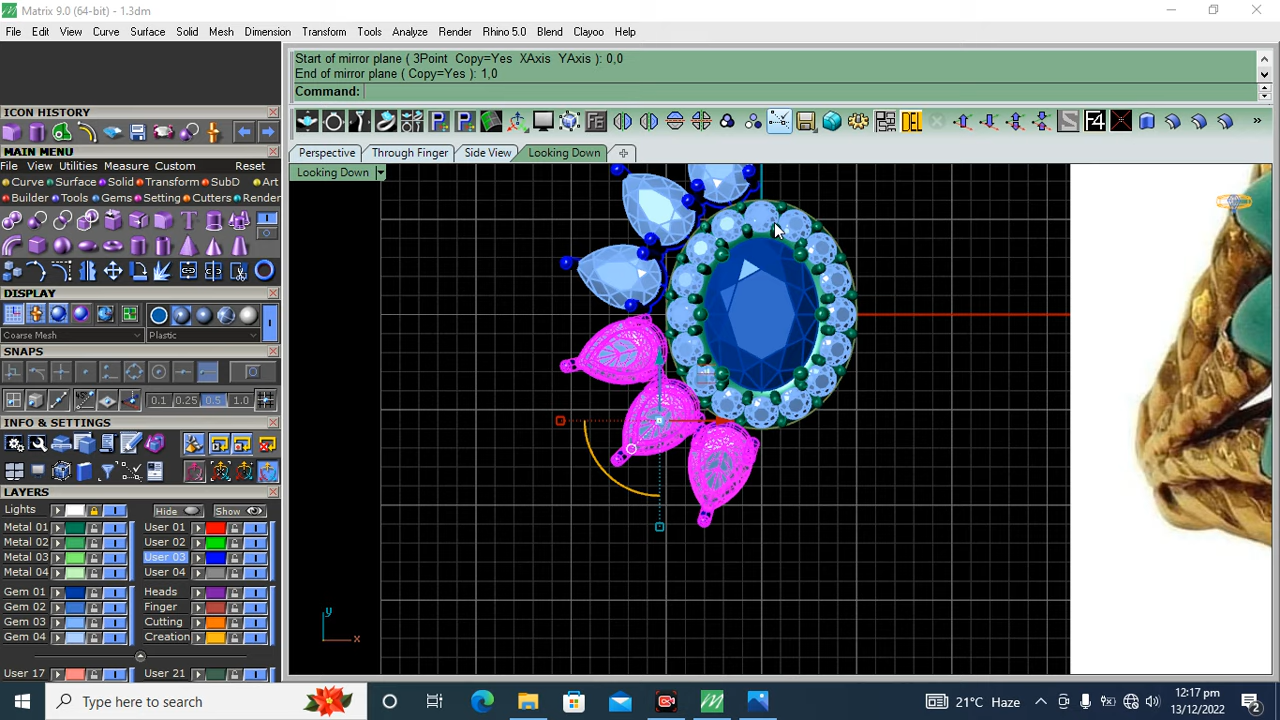 Matrix 9.0 (64-bit) - 1.3dm
File Edit View Curve Surface Solid Mesh Dimension Transform Tools Analyze Render Rhino 5.0 Blend Clayoo Help
Start of mirror plane ( 3Point Copy=Yes XAxis YAxis ): 0,0
End of mirror plane ( Copy=Yes ): 1,0
Command:
ICON HISTORY
MAIN MENU
File View Utilities Measure Custom Reset
Curve Surface Solid Transform SubD Art
Builder Tools Gems Setting Cutters Render
DISPLAY
Coarse Mesh Plastic
SNAPS
0.1 0.25 0.5 1.0
INFO & SETTINGS
LAYERS
Lights Hide Show
Metal 01 User 01
Metal 02 User 02
Metal 03 User 03
Metal 04 User 04
Gem 01 Heads
Gem 02 Finger
Gem 03 Cutting
Gem 04 Creation
User 17 User 21
DEL F4
Perspective Through Finger Side View Looking Down
Looking Down
y
x
Type here to search
21°C Haze
12:17 pm
13/12/2022
2